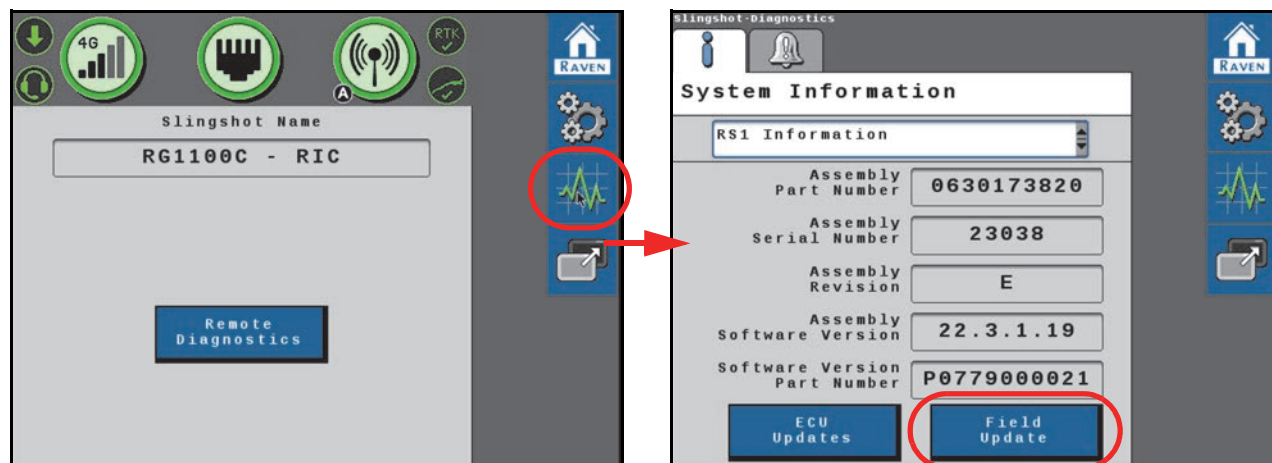 4G
RTK
A
RAVEN
Slingshot Name
RG1100C - RIC
Remote
Diagnostics
Slingshot-Diagnostics
RAVEN
System Information
RS1 Information
Assembly
Part Number
0630173820
Assembly
Serial Number
23038
Assembly
Revision
E
Assembly
Software Version
22.3.1.19
Software Version
Part Number
P0779000021
ECU
Updates
Field
Update